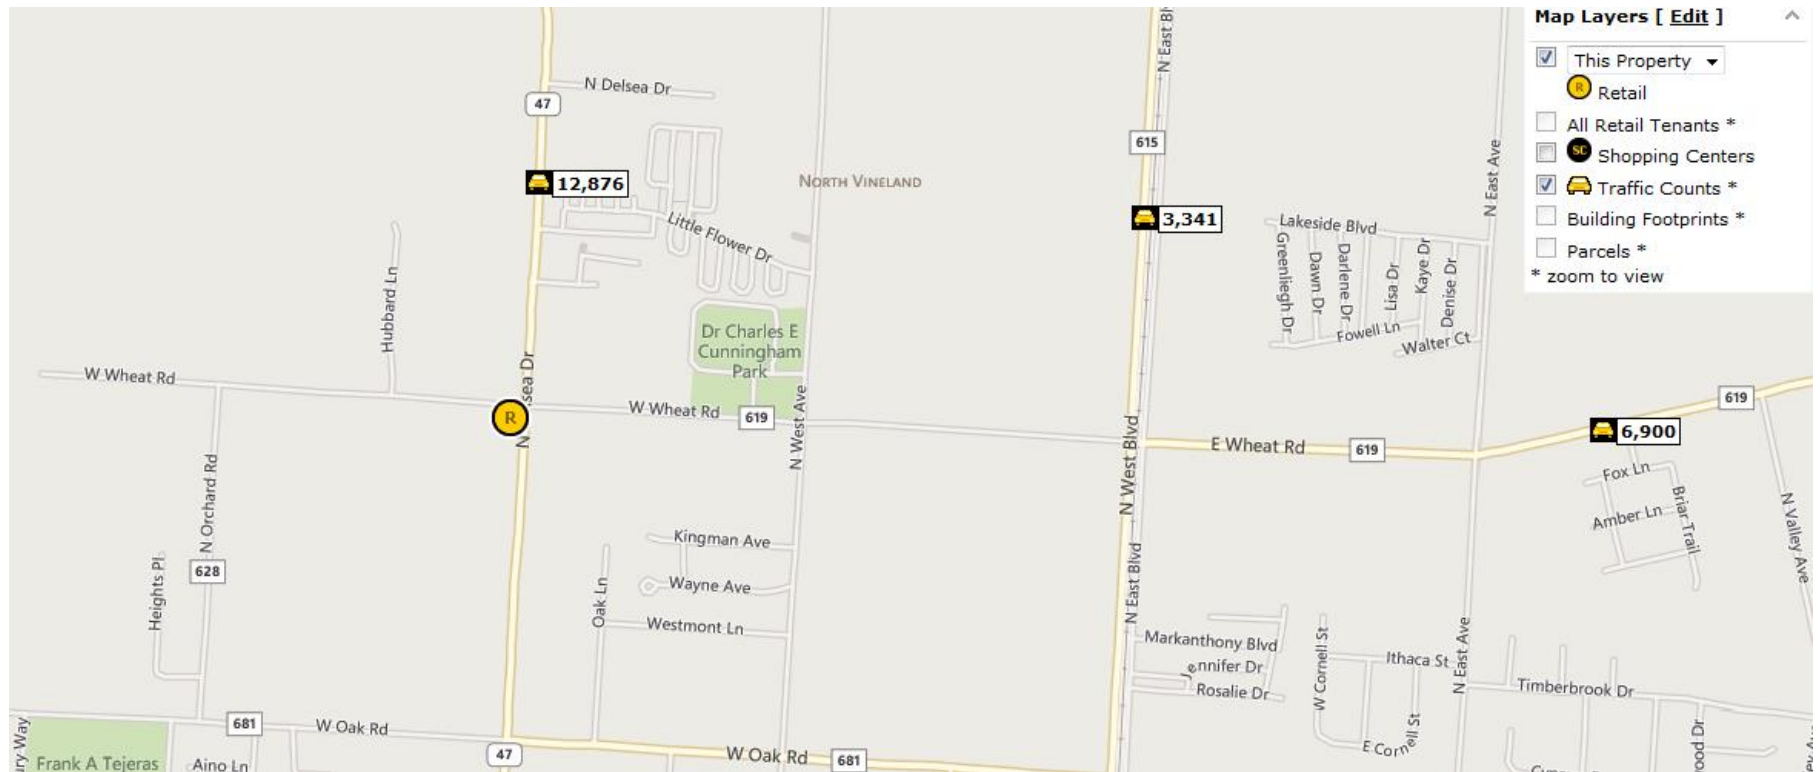 Map Layers [ Edit ]
This Property
R Retail
All Retail Tenants *
SC Shopping Centers
Traffic Counts *
Building Footprints *
Parcels *
* zoom to view
N Delsea Dr
47
12,876
NORTH VINELAND
Little Flower Dr
Hubbard Ln
Dr Charles E
Cunningham
Park
W Wheat Rd
R
W Wheat Rd
619
N West Ave
N Orchard Rd
628
Heights Pl
Kingman Ave
Wayne Ave
Westmont Ln
Oak Ln
681
W Oak Rd
47
W Oak Rd
681
Frank A Tejeras
Aino Ln
615
3,341
N West Blvd
N East Blvd
E Wheat Rd
619
N East Ave
Lakeside Blvd
Greenliegh Dr
Dawn Dr
Darlene Dr
Lisa Dr
Kaye Dr
Denise Dr
Fowell Ln
Walter Ct
619
6,900
Fox Ln
Amber Ln
Briar Trail
N Valley Ave
Markanthony Blvd
Jennifer Dr
Rosalie Dr
W Cornell St
Ithaca St
E Cornell St
N East Ave
Timberbrook Dr